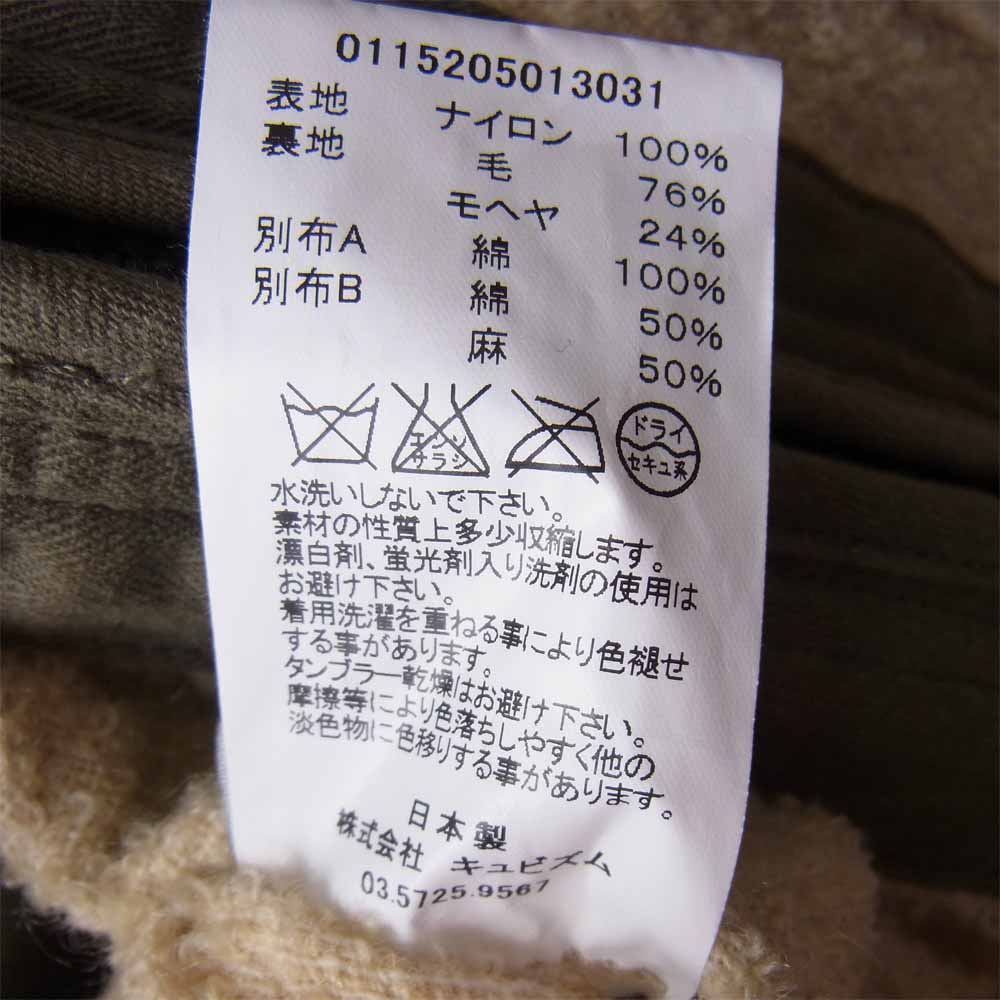 0115205013031
表地 ナイロン 100%
裏地 毛 76%
モヘヤ 24%
別布A 綿 100%
別布B 綿 50%
麻 50%
エンソ
サラシ
ドライ
セキユ系
水洗いしないで下さい。
素材の性質上多少収縮します。
漂白剤、蛍光剤入り洗剤の使用は
お避け下さい。
着用洗濯を重ねる事により色褪せ
する事があります。
タンブラー乾燥はお避け下さい。
摩擦等により色落ちしやすく他の
淡色物に色移りする事があります。
日本製
株式会社 キュビズム
03.5725.9567